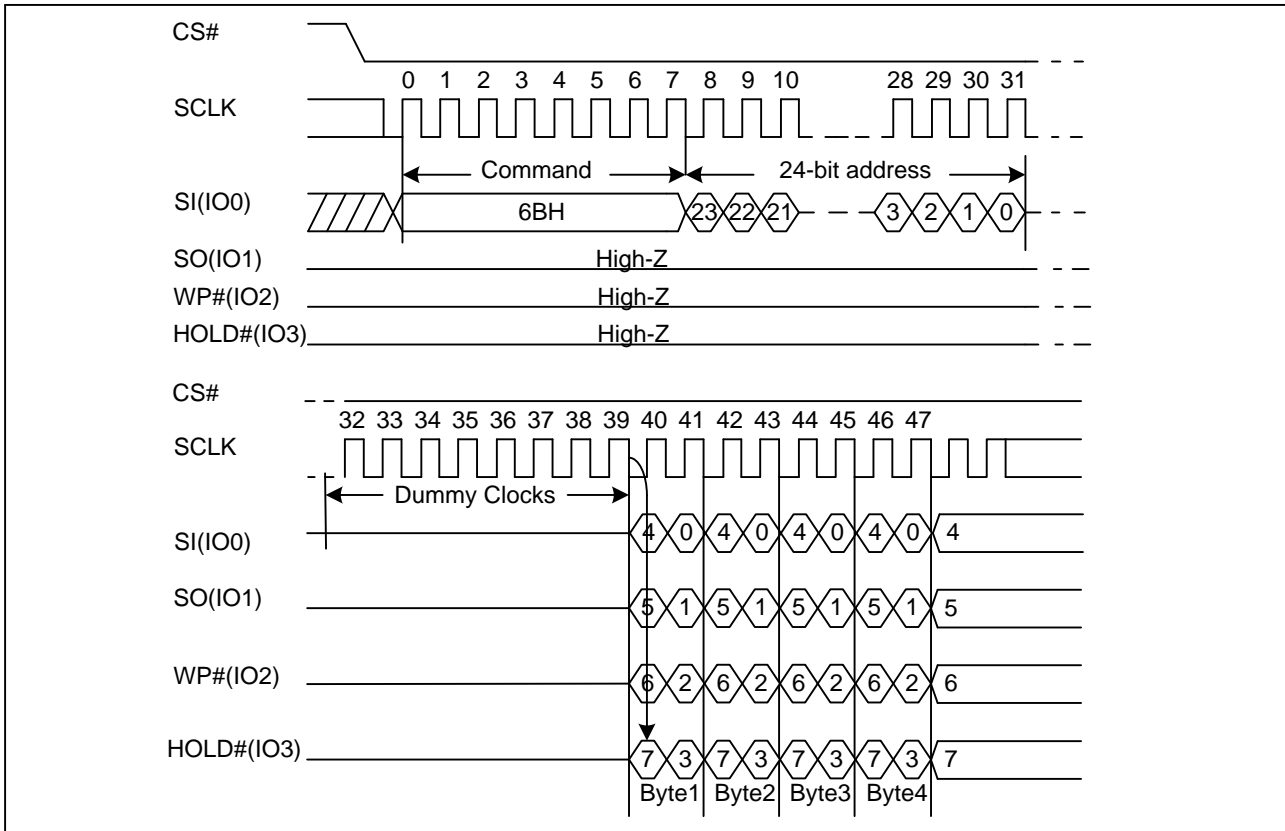 CS#
0 1 2 3 4 5 6 7 8 9 10 28 29 30 31
SCLK
Command 24-bit address
SI(IO0) 6BH 23 22 21 3 2 1 0
SO(IO1) High-Z
WP#(IO2) High-Z
HOLD#(IO3) High-Z
CS#
32 33 34 35 36 37 38 39 40 41 42 43 44 45 46 47
SCLK
Dummy Clocks
SI(IO0) 4 0 4 0 4 0 4 0 4
SO(IO1) 5 1 5 1 5 1 5 1 5
WP#(IO2) 6 2 6 2 6 2 6 2 6
HOLD#(IO3) 7 3 7 3 7 3 7 3 7
Byte1 Byte2 Byte3 Byte4